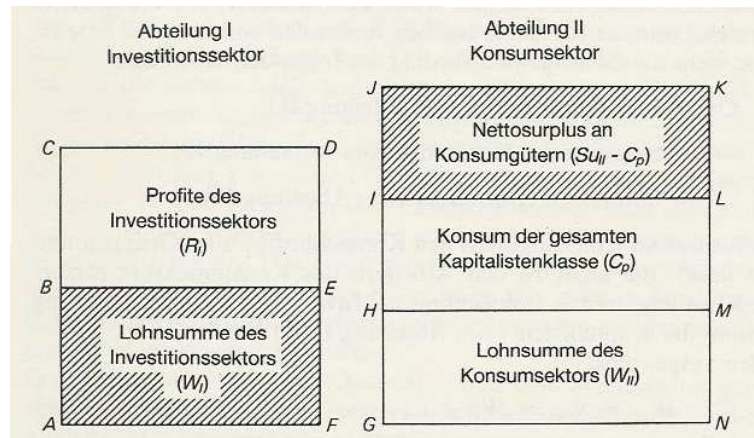 Abteilung I
Investitionssektor
C
D
Profite des
Investitionssektors
(R_I)
B
E
Lohnsumme des
Investitionssektors
(W_I)
A
F
Abteilung II
Konsumsektor
J
K
Nettosurplus an
Konsumgütern (Su_II - C_p)
I
L
Konsum der gesamten
Kapitalistenklasse (C_p)
H
M
Lohnsumme des
Konsumsektors (W_II)
G
N